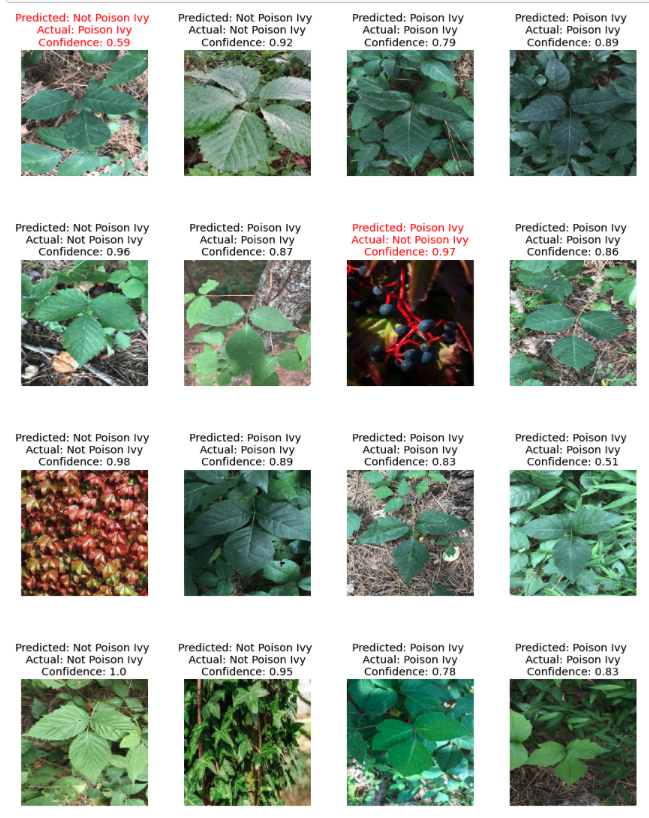 Predicted: Not Poison Ivy
Actual: Poison Ivy
Confidence: 0.59
Predicted: Not Poison Ivy
Actual: Not Poison Ivy
Confidence: 0.92
Predicted: Poison Ivy
Actual: Poison Ivy
Confidence: 0.79
Predicted: Poison Ivy
Actual: Poison Ivy
Confidence: 0.89
Predicted: Not Poison Ivy
Actual: Not Poison Ivy
Confidence: 0.96
Predicted: Poison Ivy
Actual: Poison Ivy
Confidence: 0.87
Predicted: Poison Ivy
Actual: Not Poison Ivy
Confidence: 0.97
Predicted: Poison Ivy
Actual: Poison Ivy
Confidence: 0.86
Predicted: Not Poison Ivy
Actual: Not Poison Ivy
Confidence: 0.98
Predicted: Poison Ivy
Actual: Poison Ivy
Confidence: 0.89
Predicted: Poison Ivy
Actual: Poison Ivy
Confidence: 0.83
Predicted: Poison Ivy
Actual: Poison Ivy
Confidence: 0.51
Predicted: Not Poison Ivy
Actual: Not Poison Ivy
Confidence: 1.0
Predicted: Not Poison Ivy
Actual: Not Poison Ivy
Confidence: 0.95
Predicted: Poison Ivy
Actual: Poison Ivy
Confidence: 0.78
Predicted: Poison Ivy
Actual: Poison Ivy
Confidence: 0.83